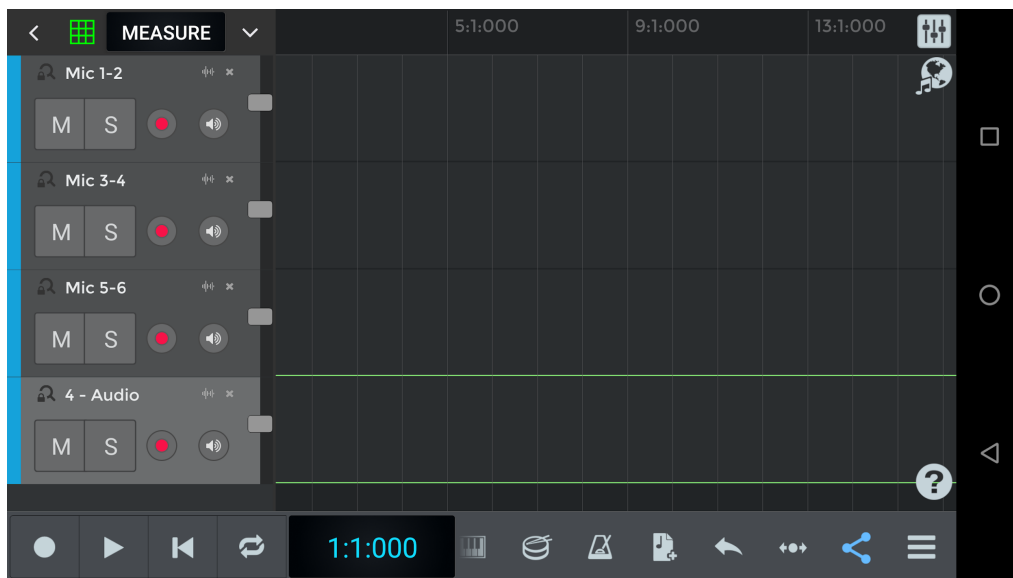 MEASURE
5:1:000
9:1:000
13:1:000
Mic 1-2
M S
Mic 3-4
M S
Mic 5-6
M S
4 - Audio
M S
?
1:1:000